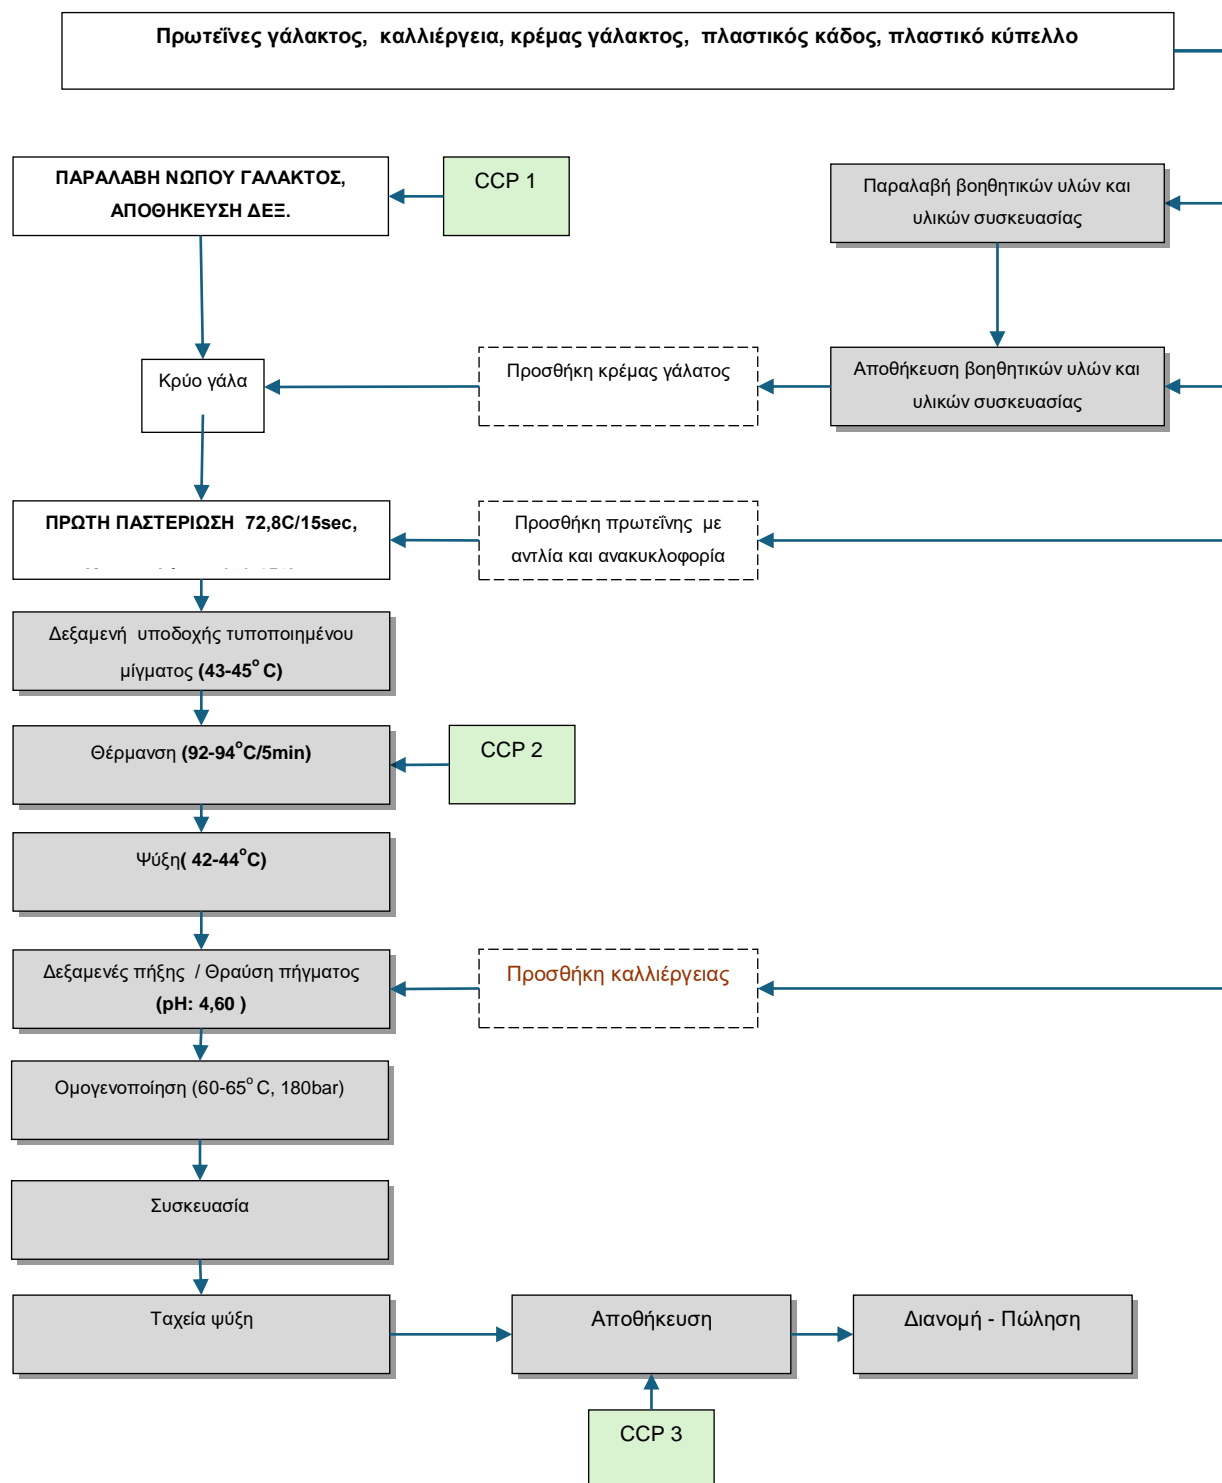 Πρωτεΐνες γάλακτος, καλλιέργεια, κρέμας γάλακτος, πλαστικός κάδος, πλαστικό κύπελλο
ΠΑΡΑΛΑΒΗ ΝΩΠΟΥ ΓΑΛΑΚΤΟΣ,
ΑΠΟΘΗΚΕΥΣΗ ΔΕΞ.
CCP 1
Παραλαβή βοηθητικών υλών και
υλικών συσκευασίας
Κρύο γάλα
Προσθήκη κρέμας γάλατος
Αποθήκευση βοηθητικών υλών και
υλικών συσκευασίας
ΠΡΩΤΗ ΠΑΣΤΕΡΙΩΣΗ 72,8C/15sec,
Προσθήκη πρωτεΐνης με
αντλία και ανακυκλοφορία
Δεξαμενή υποδοχής τυποποιημένου
μίγματος (43-45° C)
Θέρμανση (92-94°C/5min)
CCP 2
Ψύξη( 42-44°C)
Δεξαμενές πήξης / Θραύση πήγματος
(pH: 4,60 )
Προσθήκη καλλιέργειας
Ομογενοποίηση (60-65° C, 180bar)
Συσκευασία
Ταχεία ψύξη
Αποθήκευση
Διανομή - Πώληση
CCP 3